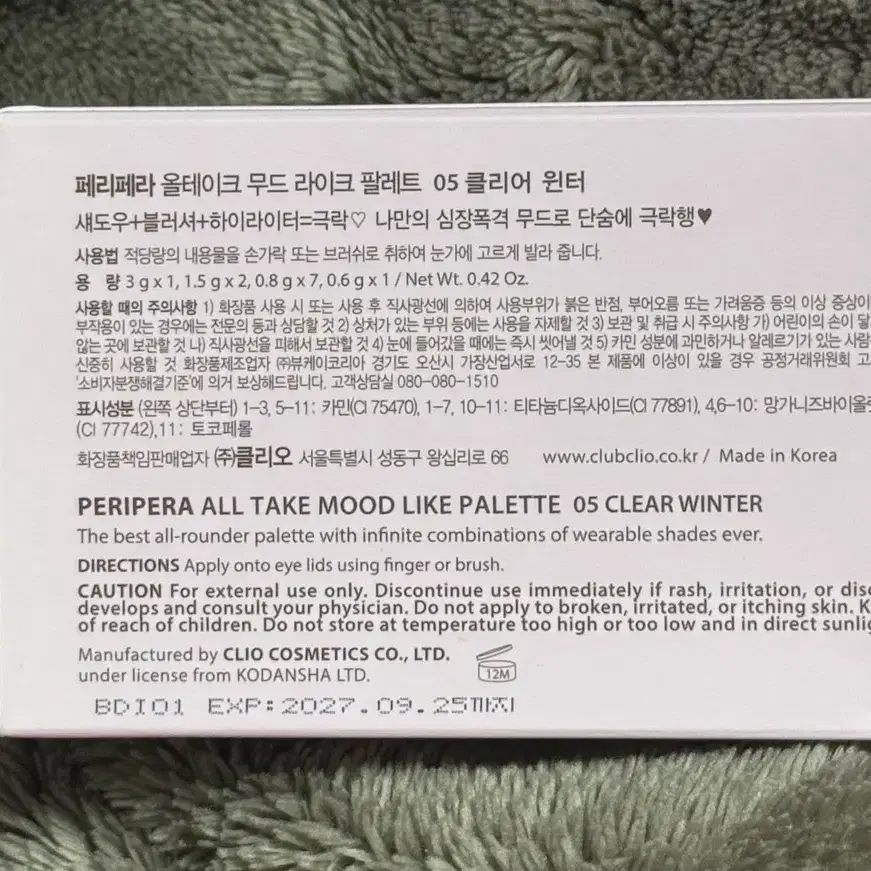 페리페라 올테이크 무드 라이크 팔레트 05 클리어 윈터
섀도우+블러셔+하이라이터=극락♡ 나만의 심장폭격 무드로 단숨에 극락행♥
사용법 적당량의 내용물을 손가락 또는 브러쉬로 취하여 눈가에 고르게 발라 줍니다.
용 량 3 g x 1, 1.5 g x 2, 0.8 g x 7, 0.6 g x 1 / Net Wt. 0.42 Oz.
사용할 때의 주의사항 1) 화장품 사용 시 또는 사용 후 직사광선에 의하여 사용부위가 붉은 반점, 부어오름 또는 가려움증 등의 이상 증상이
부작용이 있는 경우에는 전문의 등과 상담할 것 2) 상처가 있는 부위 등에는 사용을 자제할 것 3) 보관 및 취급 시 주의사항 가) 어린이의 손이 닿
않는 곳에 보관할 것 나) 직사광선을 피해서 보관할 것 4) 눈에 들어갔을 때에는 즉시 씻어낼 것 5) 카민 성분에 과민하거나 알레르기가 있는 사람
신중히 사용할 것 화장품제조업자 ㈜뷰케이코리아 경기도 오산시 가장산업서로 12-35 본 제품에 이상이 있을 경우 공정거래위원회 고
'소비자분쟁해결기준'에 의거 보상해드립니다. 고객상담실 080-080-1510
표시성분 (왼쪽 상단부터) 1-3, 5-11: 카민(CI 75470), 1-7, 10-11: 티타늄디옥사이드(CI 77891), 4,6-10: 망가니즈바이올렛
(CI 77742),11: 토코페롤
화장품책임판매업자 ㈜클리오 서울특별시 성동구 왕십리로 66 www.clubclio.co.kr / Made in Korea
PERIPERA ALL TAKE MOOD LIKE PALETTE 05 CLEAR WINTER
The best all-rounder palette with infinite combinations of wearable shades ever.
DIRECTIONS Apply onto eye lids using finger or brush.
CAUTION For external use only. Discontinue use immediately if rash, irritation, or disc
develops and consult your physician. Do not apply to broken, irritated, or itching skin. K
of reach of children. Do not store at temperature too high or too low and in direct sunlig
Manufactured by CLIO COSMETICS CO., LTD.
under license from KODANSHA LTD.
12M
BDI01 EXP:2027.09.25까지